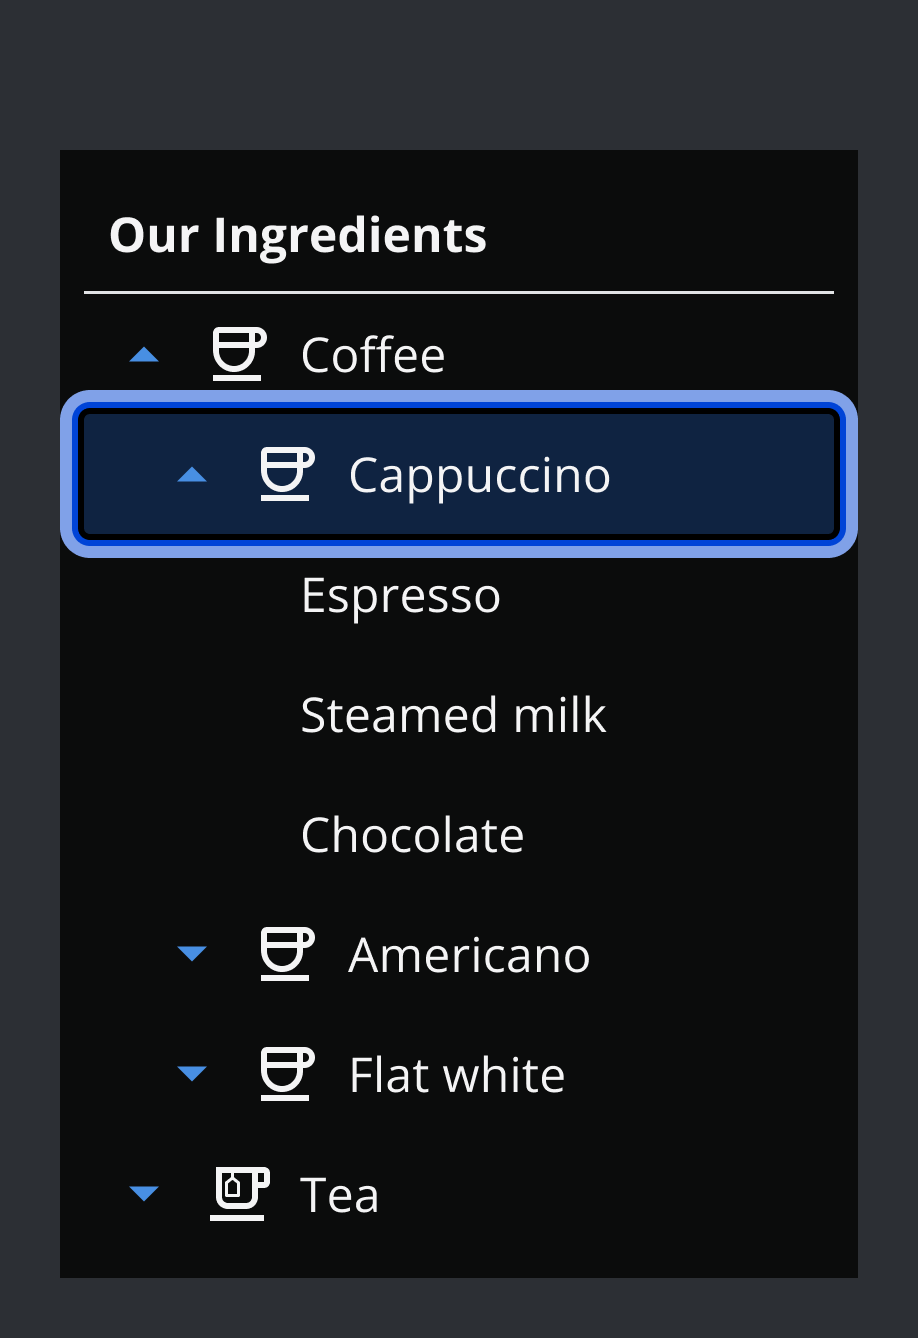 Our Ingredients
Coffee
Cappuccino
Espresso
Steamed milk
Chocolate
Americano
Flat white
Tea